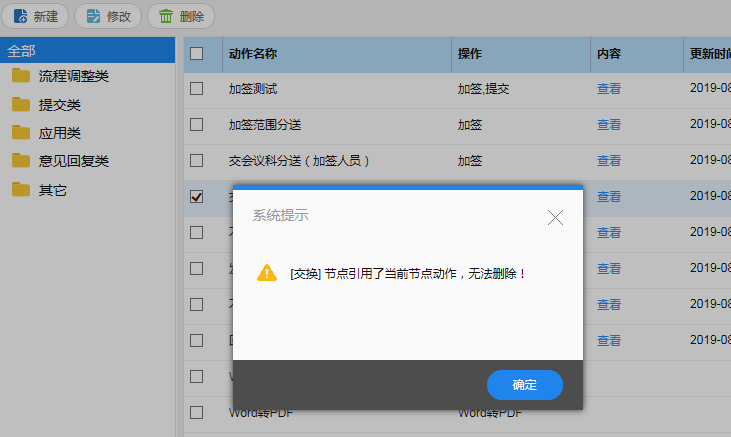 新建 修改 删除
全部
流程调整类
提交类
应用类
意见回复类
其它
动作名称 操作 内容 更新时间
加签测试 加签,提交 查看 2019-08
加签范围分送 加签 查看 2019-08
交会议科分送（加签人员） 加签 查看 2019-08
查看 2019-08
查看 2019-08
查看 2019-08
查看 2019-08
查看 2019-08
Word转PDF Word转PDF
系统提示
[交换] 节点引用了当前节点动作，无法删除！
确定